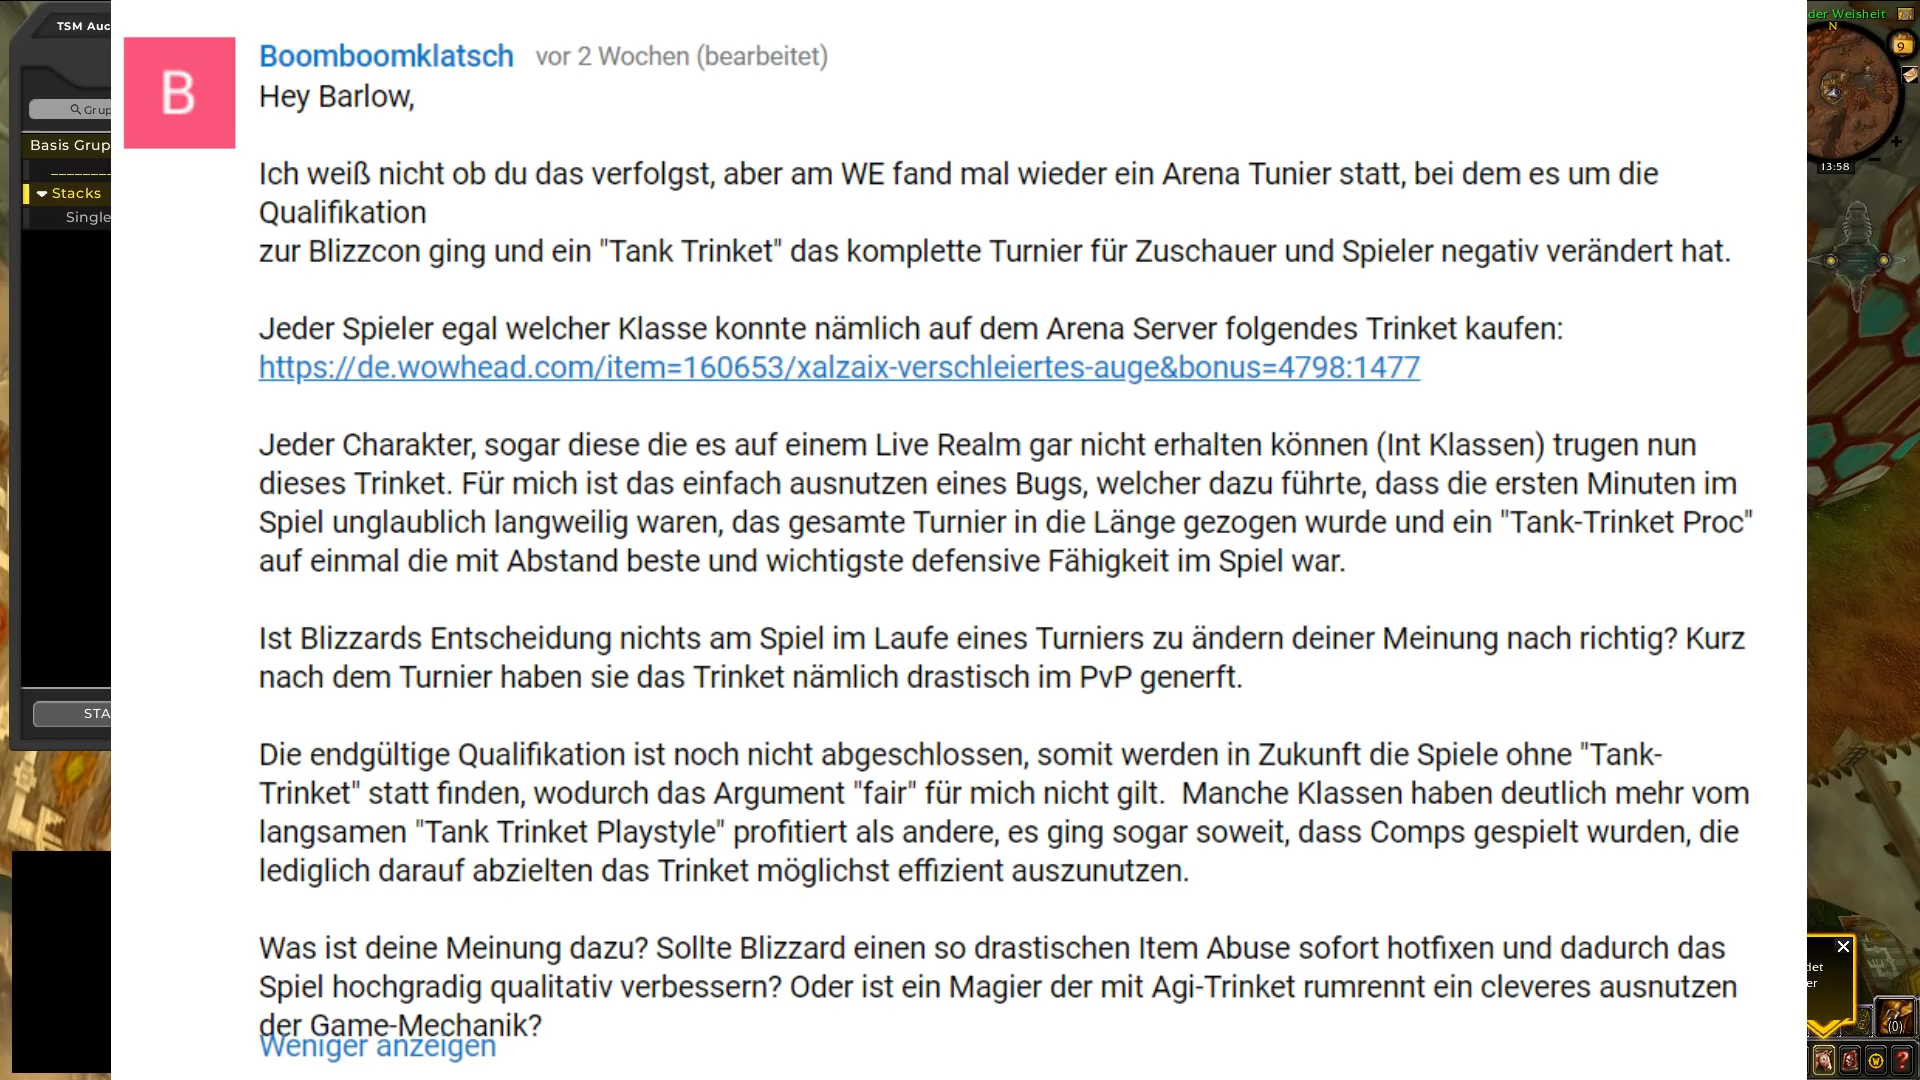 TSM Auc
Grup
Basis Grup
Stacks
Single
STA
B
Boomboomklatsch vor 2 Wochen (bearbeitet)
Hey Barlow,
Ich weiß nicht ob du das verfolgst, aber am WE fand mal wieder ein Arena Tunier statt, bei dem es um die
Qualifikation
zur Blizzcon ging und ein "Tank Trinket" das komplette Turnier für Zuschauer und Spieler negativ verändert hat.
Jeder Spieler egal welcher Klasse konnte nämlich auf dem Arena Server folgendes Trinket kaufen:
https://de.wowhead.com/item=160653/xalzaix-verschleiertes-auge&bonus=4798:1477
Jeder Charakter, sogar diese die es auf einem Live Realm gar nicht erhalten können (Int Klassen) trugen nun
dieses Trinket. Für mich ist das einfach ausnutzen eines Bugs, welcher dazu führte, dass die ersten Minuten im
Spiel unglaublich langweilig waren, das gesamte Turnier in die Länge gezogen wurde und ein "Tank-Trinket Proc"
auf einmal die mit Abstand beste und wichtigste defensive Fähigkeit im Spiel war.
Ist Blizzards Entscheidung nichts am Spiel im Laufe eines Turniers zu ändern deiner Meinung nach richtig? Kurz
nach dem Turnier haben sie das Trinket nämlich drastisch im PvP generft.
Die endgültige Qualifikation ist noch nicht abgeschlossen, somit werden in Zukunft die Spiele ohne "Tank-
Trinket" statt finden, wodurch das Argument "fair" für mich nicht gilt.  Manche Klassen haben deutlich mehr vom
langsamen "Tank Trinket Playstyle" profitiert als andere, es ging sogar soweit, dass Comps gespielt wurden, die
lediglich darauf abzielten das Trinket möglichst effizient auszunutzen.
Was ist deine Meinung dazu? Sollte Blizzard einen so drastischen Item Abuse sofort hotfixen und dadurch das
Spiel hochgradig qualitativ verbessern? Oder ist ein Magier der mit Agi-Trinket rumrennt ein cleveres ausnutzen
der Game-Mechanik?
Weniger anzeigen
der Weisheit
N
9
13:58
det
er
(0)